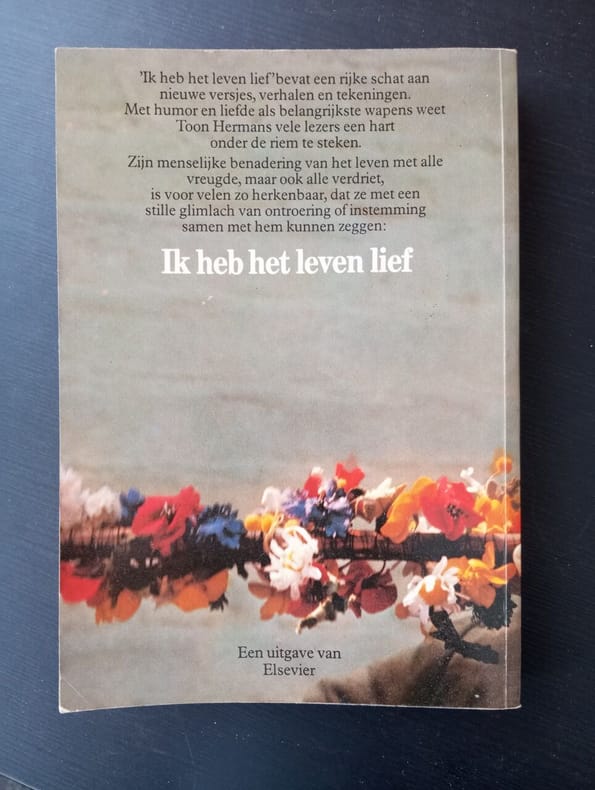 'Ik heb het leven lief' bevat een rijke schat aan
nieuwe versjes, verhalen en tekeningen.
Met humor en liefde als belangrijkste wapens weet
Toon Hermans vele lezers een hart
onder de riem te steken.
Zijn menselijke benadering van het leven met alle
vreugde, maar ook alle verdriet,
is voor velen zo herkenbaar, dat ze met een
stille glimlach van ontroering of instemming
samen met hem kunnen zeggen:
Ik heb het leven lief
Een uitgave van
Elsevier